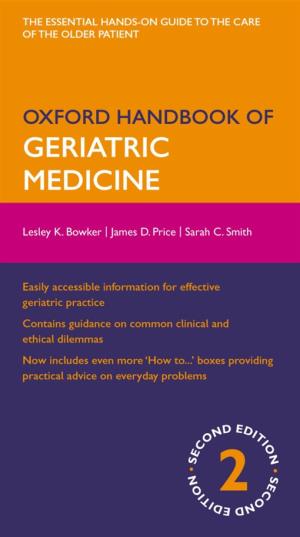 THE ESSENTIAL HANDS-ON GUIDE TO THE CARE
OF THE OLDER PATIENT
OXFORD HANDBOOK OF
GERIATRIC
MEDICINE
Lesley K. Bowker | James D. Price | Sarah C. Smith
Easily accessible information for effective
geriatric practice
Contains guidance on common clinical and
ethical dilemmas
Now includes even more 'How to...' boxes providing
practical advice on everyday problems
• SECOND EDITION • SECOND EDITION
2